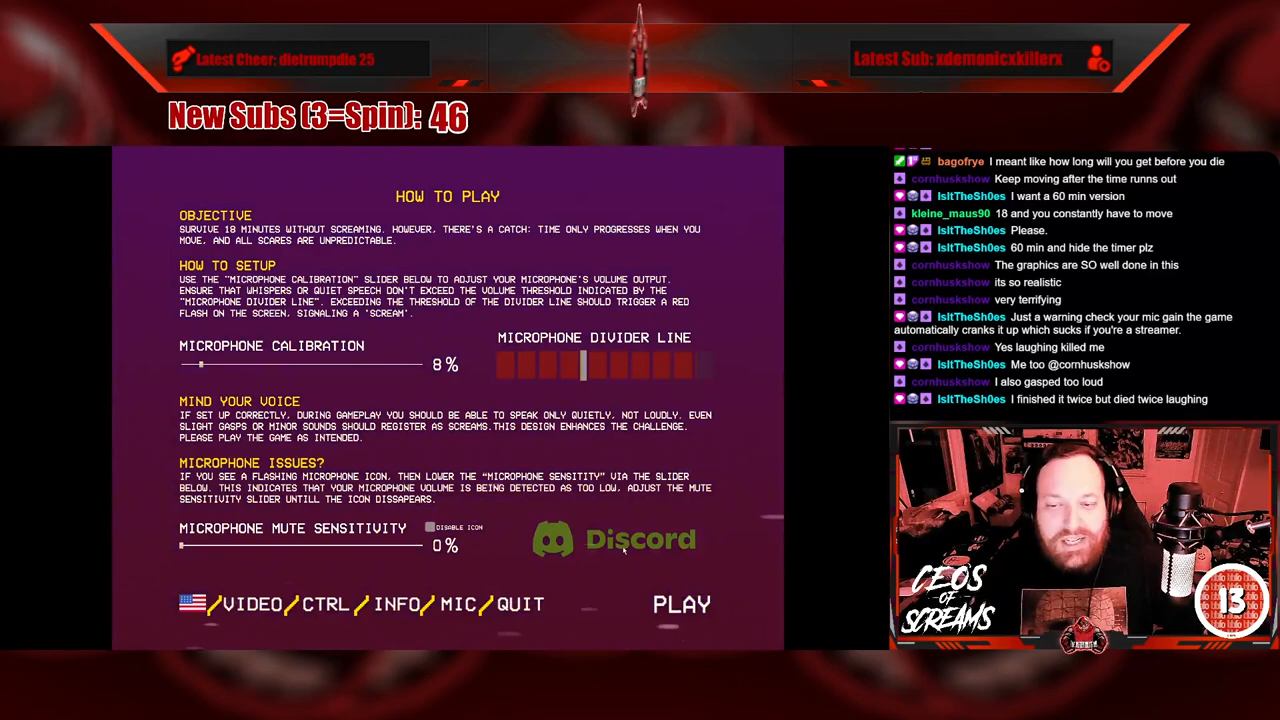 Latest Cheer: dietrumpdie 25
Latest Sub: xdemonicxkillerx
New Subs (3=Spin): 46
HOW TO PLAY
OBJECTIVE
SURVIVE 18 MINUTES WITHOUT SCREAMING. HOWEVER, THERE'S A CATCH: TIME ONLY PROGRESSES WHEN YOU
MOVE, AND ALL SCARES ARE UNPREDICTABLE.
HOW TO SETUP
USE THE "MICROPHONE CALIBRATION" SLIDER BELOW TO ADJUST YOUR MICROPHONE'S VOLUME OUTPUT.
ENSURE THAT WHISPERS OR QUIET SPEECH DON'T EXCEED THE VOLUME THRESHOLD INDICATED BY THE
"MICROPHONE DIVIDER LINE". EXCEEDING THE THRESHOLD OF THE DIVIDER LINE SHOULD TRIGGER A RED
FLASH ON THE SCREEN, SIGNALING A 'SCREAM'.
MICROPHONE CALIBRATION
8%
MICROPHONE DIVIDER LINE
MIND YOUR VOICE
IF SET UP CORRECTLY, DURING GAMEPLAY YOU SHOULD BE ABLE TO SPEAK ONLY QUIETLY, NOT LOUDLY. EVEN
SLIGHT GASPS OR MINOR SOUNDS SHOULD REGISTER AS SCREAMS.THIS DESIGN ENHANCES THE CHALLENGE.
PLEASE PLAY THE GAME AS INTENDED.
MICROPHONE ISSUES?
IF YOU SEE A FLASHING MICROPHONE ICON, THEN LOWER THE "MICROPHONE SENSITITY" VIA THE SLIDER
BELOW. THIS INDICATES THAT YOUR MICROPHONE VOLUME IS BEING DETECTED AS TOO LOW, ADJUST THE MUTE
SENSITIVITY SLIDER UNTILL THE ICON DISSAPEARS.
MICROPHONE MUTE SENSITIVITY
DISABLE ICON
0%
Discord
/VIDEO/CTRL/INFO/MIC/QUIT
PLAY
bagofrye I meant like how long will you get before you die
cornhuskshow Keep moving after the time runns out
IsItTheSh0es I want a 60 min version
kleine_maus90 18 and you constantly have to move
IsItTheSh0es Please.
IsItTheSh0es 60 min and hide the timer plz
cornhuskshow The graphics are SO well done in this
cornhuskshow its so realistic
cornhuskshow very terrifying
IsItTheSh0es Just a warning check your mic gain the game
automatically cranks it up which sucks if you're a streamer.
cornhuskshow Yes laughing killed me
IsItTheSh0es Me too @cornhuskshow
cornhuskshow I also gasped too loud
IsItTheSh0es I finished it twice but died twice laughing
CEOS
OF
SCREAMS
13